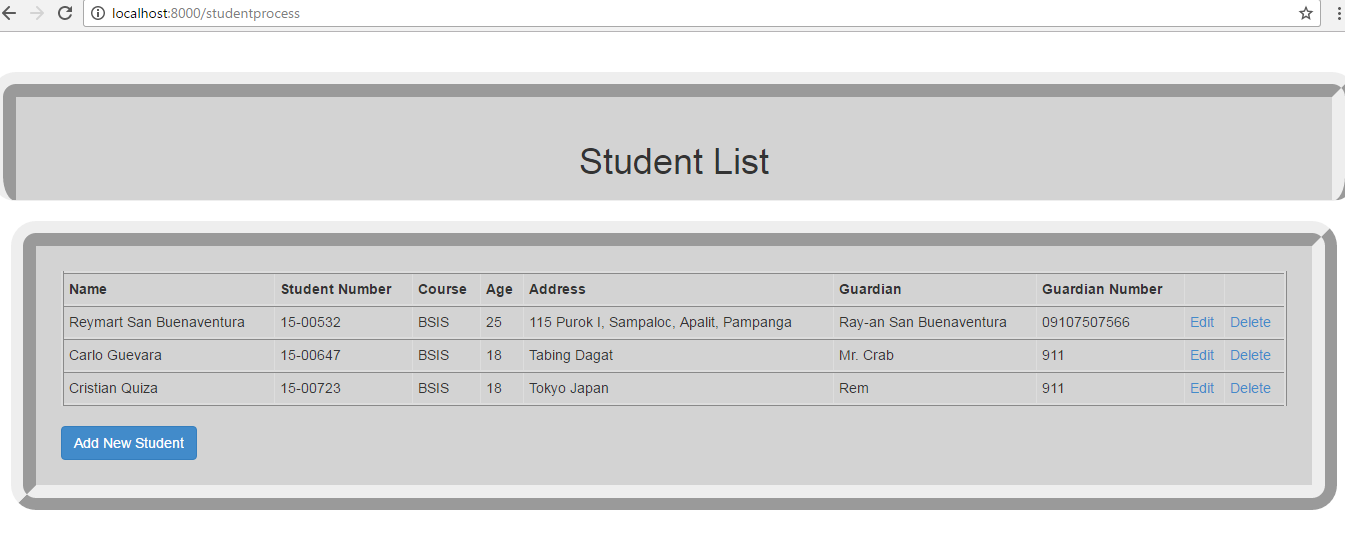 localhost:8000/studentprocess
Student List
Name Student Number Course Age Address Guardian Guardian Number
Reymart San Buenaventura 15-00532 BSIS 25 115 Purok I, Sampaloc, Apalit, Pampanga Ray-an San Buenaventura 09107507566 Edit Delete
Carlo Guevara 15-00647 BSIS 18 Tabing Dagat Mr. Crab 911 Edit Delete
Cristian Quiza 15-00723 BSIS 18 Tokyo Japan Rem 911 Edit Delete
Add New Student